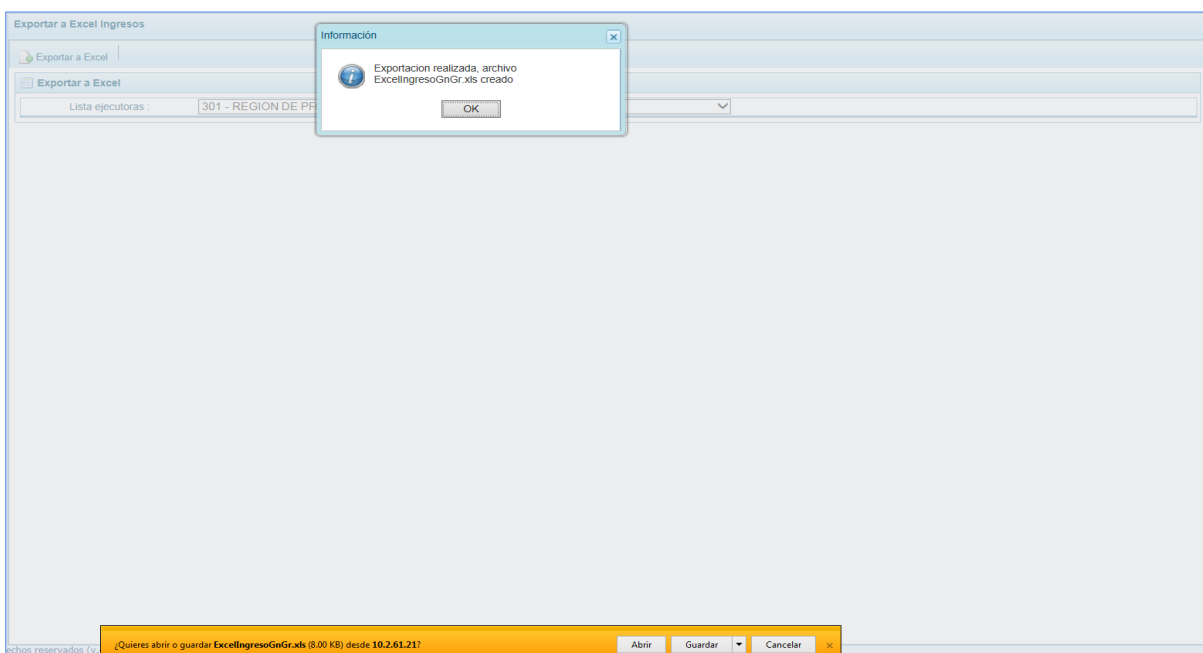 Exportar a Excel Ingresos
Información
Exportar a Excel
Exportacion realizada, archivo
ExcelIngresoGnGr.xls creado
OK
Exportar a Excel
Lista ejecutoras :
301 - REGION DE PR
¿Quieres abrir o guardar ExcelIngresoGnGr.xls (8.00 KB) desde 10.2.61.21?
Abrir
Guardar
Cancelar
echos reservados (v.